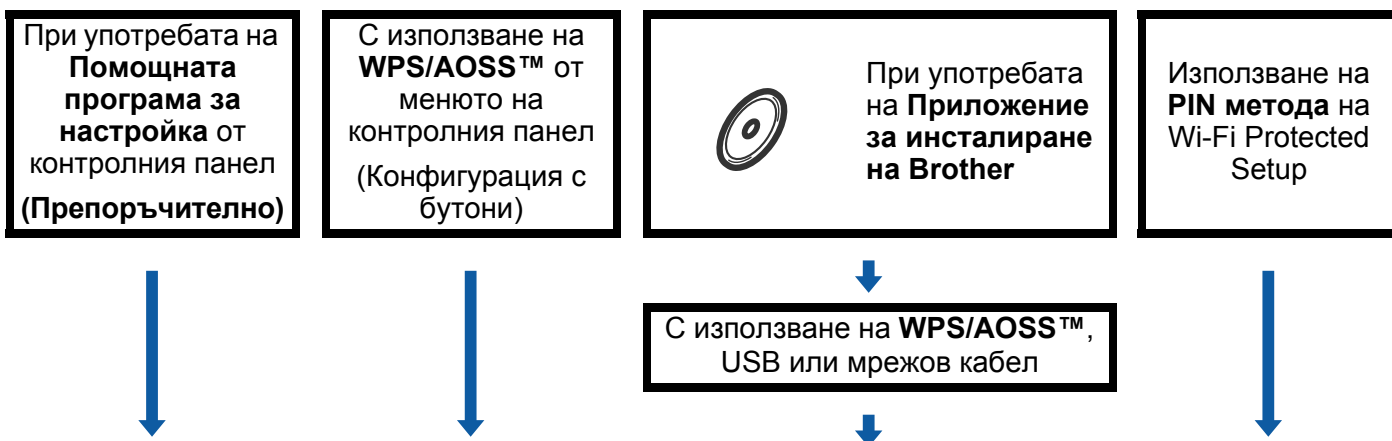 При употребата на
Помощната
програма за
настройка от
контролния панел
(Препоръчително)
С използване на
WPS/AOSS™ от
менюто на
контролния панел
(Конфигурация с
бутони)
При употребата
на Приложение
за инсталиране
на Brother
Използване на
PIN метода на
Wi-Fi Protected
Setup
С използване на WPS/AOSS™,
USB или мрежов кабел